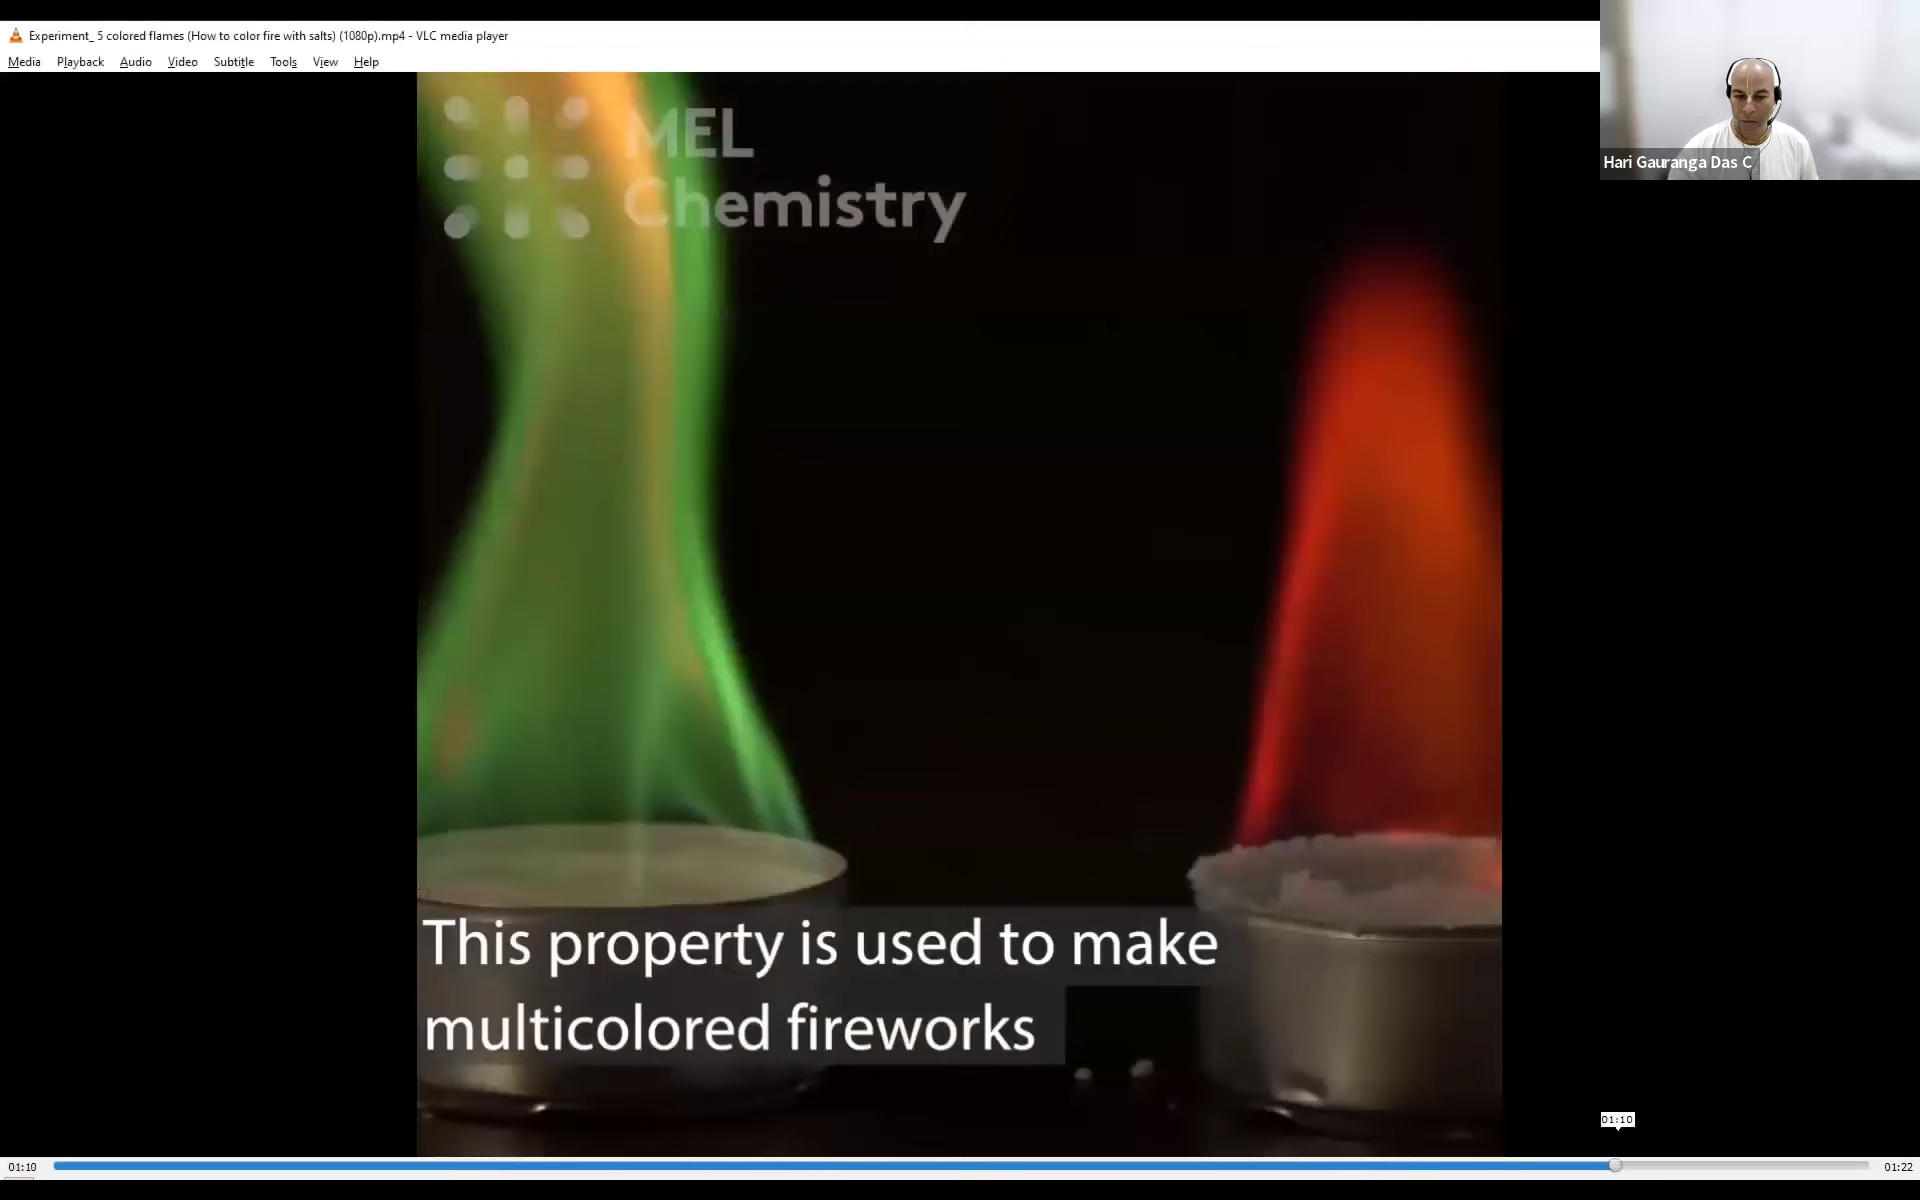 Experiment_ 5 colored flames (How to color fire with salts) (1080p).mp4 - VLC media player
Media Playback Audio Video Subtitle Tools View Help
MEL
Chemistry
Hari Gauranga Das C
This property is used to make
multicolored fireworks
01:10
01:10
01:22